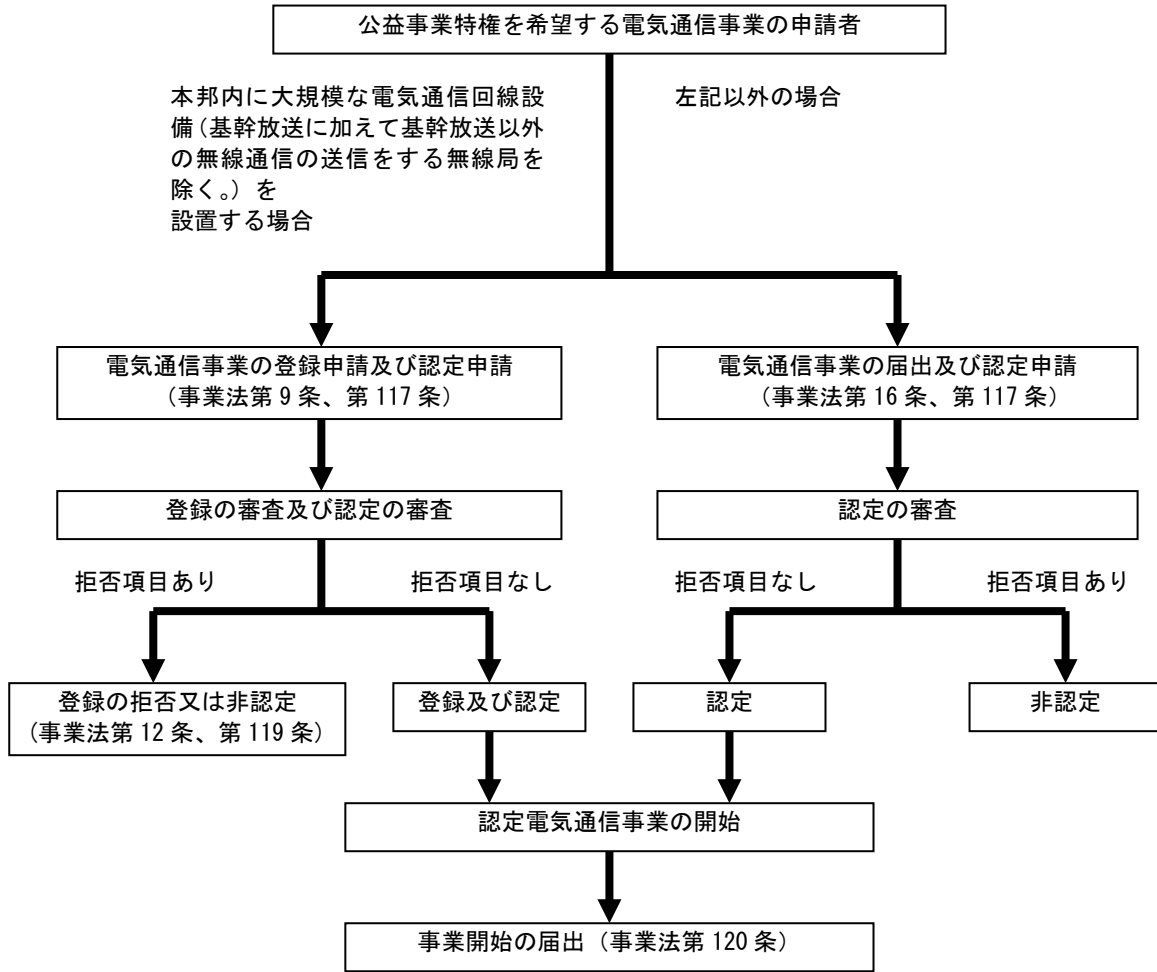 公益事業特権を希望する電気通信事業の申請者
本邦内に大規模な電気通信回線設
備（基幹放送に加えて基幹放送以外
の無線通信の送信をする無線局を
除く。）を
設置する場合
左記以外の場合
電気通信事業の登録申請及び認定申請
（事業法第 9 条、第 117 条）
電気通信事業の届出及び認定申請
（事業法第 16 条、第 117 条）
登録の審査及び認定の審査
認定の審査
拒否項目あり
拒否項目なし
拒否項目なし
拒否項目あり
登録の拒否又は非認定
（事業法第 12 条、第 119 条）
登録及び認定
認定
非認定
認定電気通信事業の開始
事業開始の届出（事業法第 120 条）